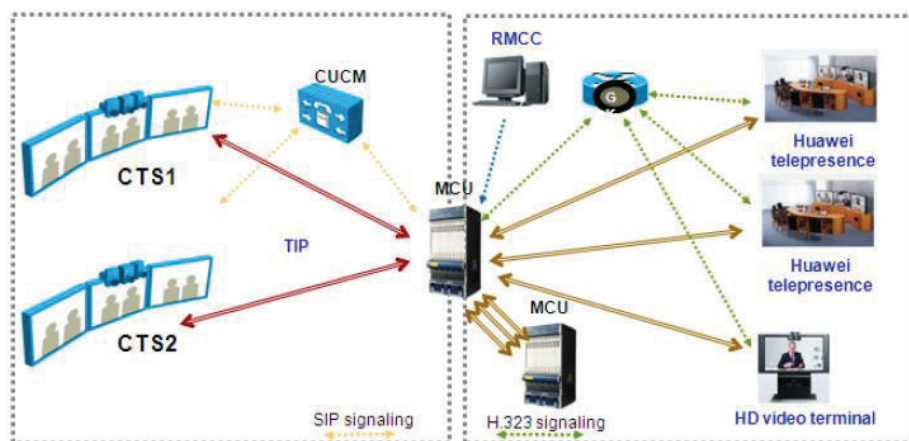 RMCC
CUCM
G
K
Huawei
telepresence
CTS1
MCU
TIP
Huawei
telepresence
CTS2
MCU
SIP signaling
H.323 signaling
HD video terminal